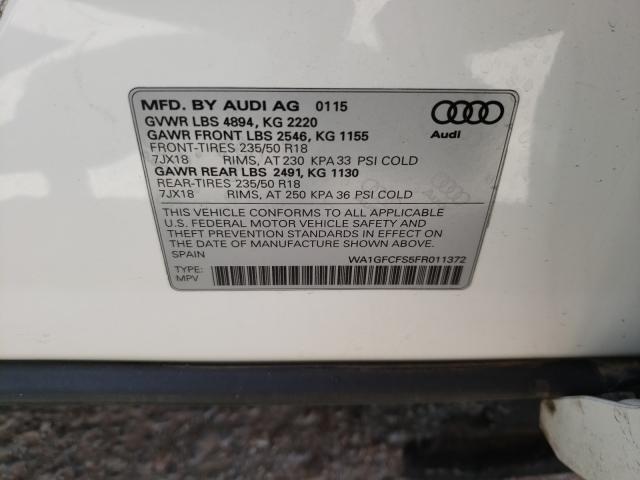 MFD. BY AUDI AG 0115
GVWR LBS 4894, KG 2220
GAWR FRONT LBS 2546, KG 1155
FRONT-TIRES 235/50 R18
7JX18 RIMS, AT 230 KPA 33 PSI COLD
GAWR REAR LBS 2491, KG 1130
REAR-TIRES 235/50 R18
7JX18 RIMS, AT 250 KPA 36 PSI COLD
Audi
THIS VEHICLE CONFORMS TO ALL APPLICABLE
U.S. FEDERAL MOTOR VEHICLE SAFETY AND
THEFT PREVENTION STANDARDS IN EFFECT ON
THE DATE OF MANUFACTURE SHOWN ABOVE.
SPAIN
WA1GFCFS5FR011372
TYPE:
MPV